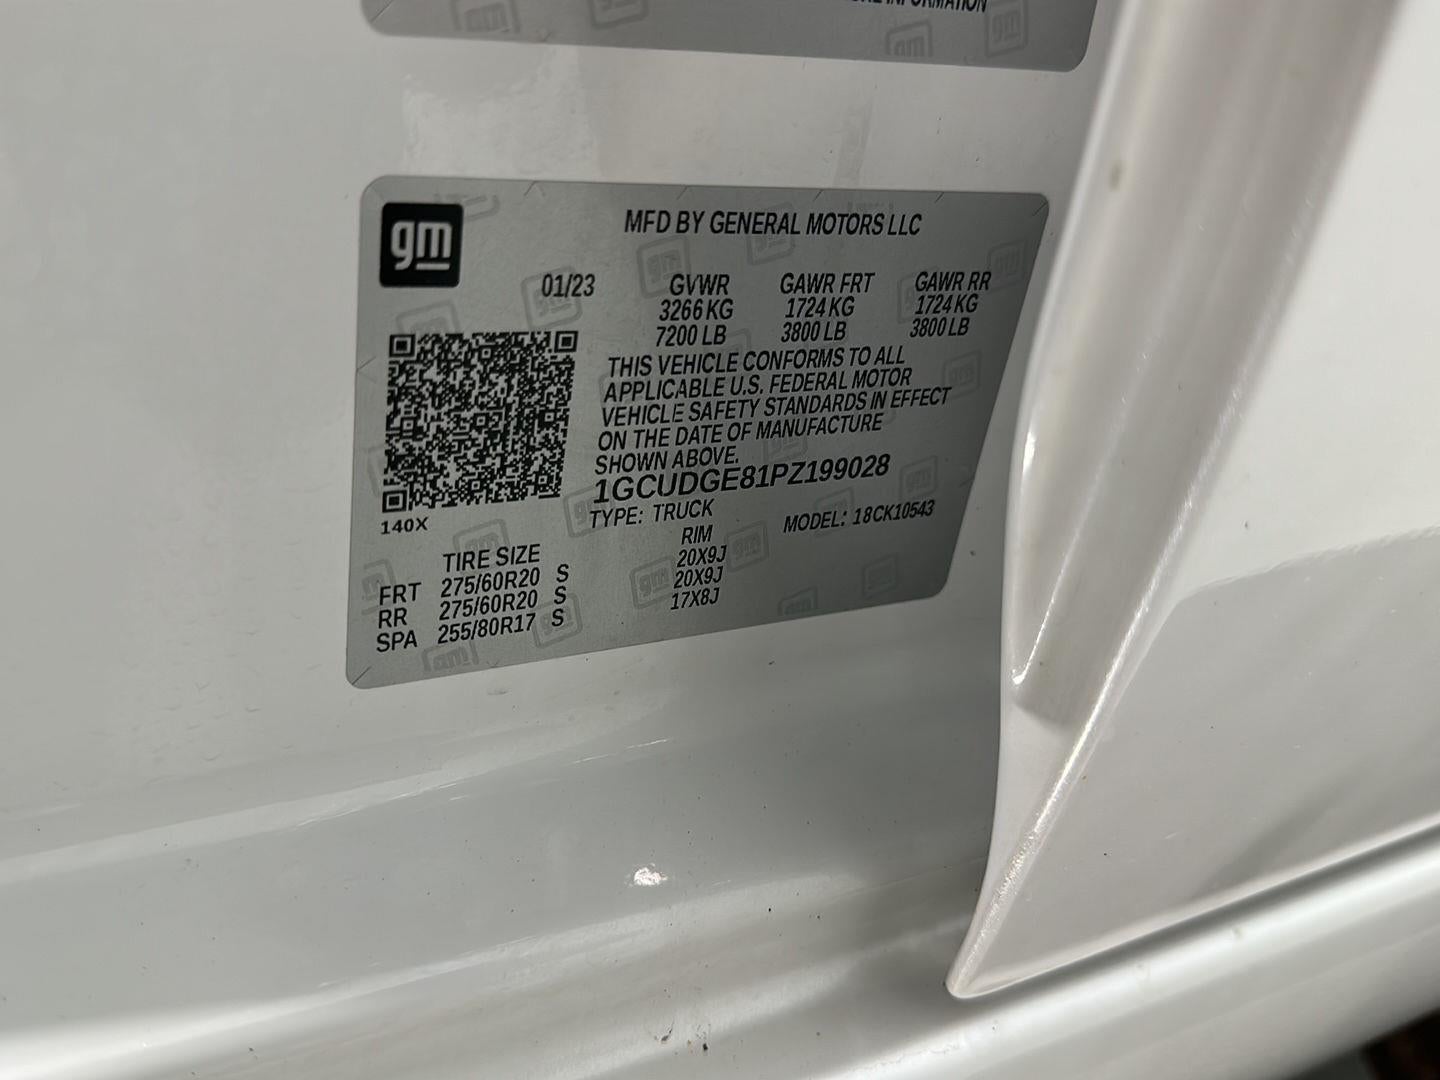 INFORMATION
gm
MFD BY GENERAL MOTORS LLC
01/23 GVWR GAWR FRT GAWR RR
3266 KG 1724 KG 1724 KG
7200 LB 3800 LB 3800 LB
THIS VEHICLE CONFORMS TO ALL
APPLICABLE U.S. FEDERAL MOTOR
VEHICLE SAFETY STANDARDS IN EFFECT
ON THE DATE OF MANUFACTURE
SHOWN ABOVE.
1GCUDGE81PZ199028
TYPE: TRUCK MODEL: 18CK10543
140X
TIRE SIZE RIM
FRT 275/60R20 S 20X9J
RR 275/60R20 S 20X9J
SPA 255/80R17 S 17X8J